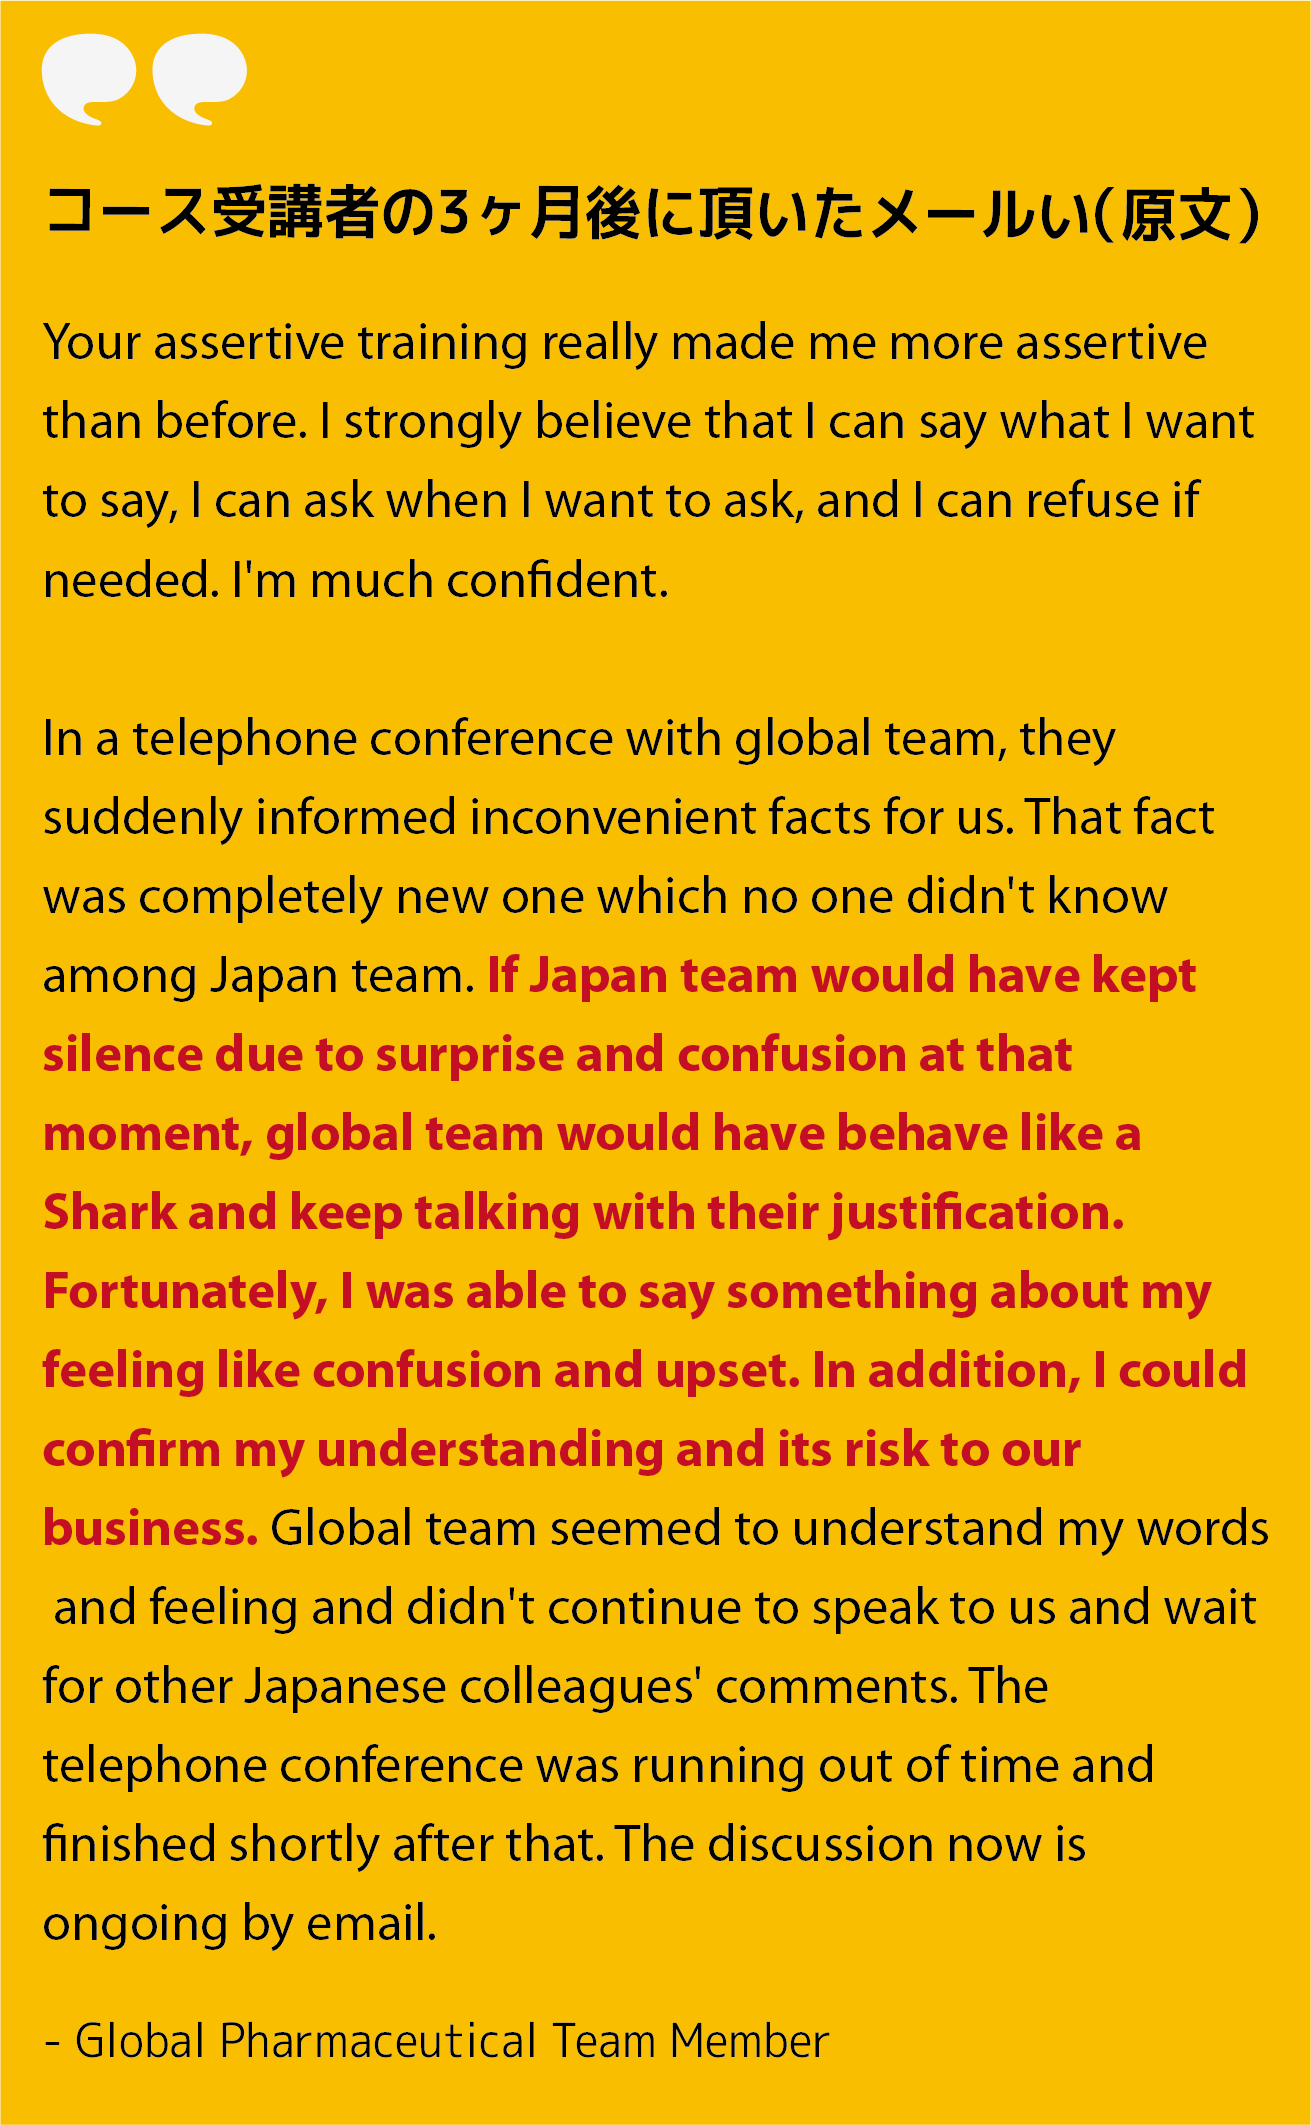 コース受講者の3ヶ月後に頂いたメールい(原文)
Your assertive training really made me more assertive
than before. I strongly believe that I can say what I want
to say, I can ask when I want to ask, and I can refuse if
needed. I'm much confident.
In a telephone conference with global team, they
suddenly informed inconvenient facts for us. That fact
was completely new one which no one didn't know
among Japan team. If Japan team would have kept
silence due to surprise and confusion at that
moment, global team would have behave like a
Shark and keep talking with their justification.
Fortunately, I was able to say something about my
feeling like confusion and upset. In addition, I could
confirm my understanding and its risk to our
business. Global team seemed to understand my words
and feeling and didn't continue to speak to us and wait
for other Japanese colleagues' comments. The
telephone conference was running out of time and
finished shortly after that. The discussion now is
ongoing by email.
- Global Pharmaceutical Team Member